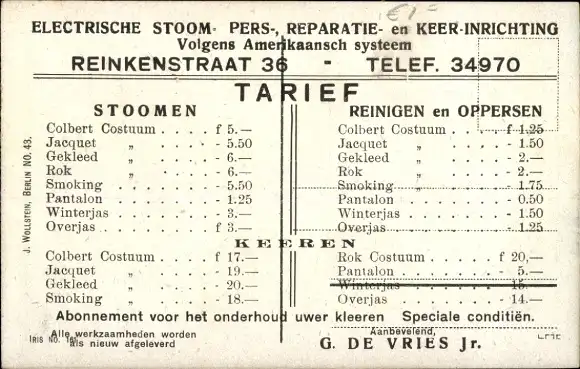 ELECTRISCHE STOOM- PERS-, REPARATIE- en KEER-INRICHTING
Volgens Amerikaansch systeem
REINKENSTRAAT 36 - TELEF. 34970
TARIEF
STOOMEN
Colbert Costuum . . . . f 5.—
Jacquet „ . . . . - 5.50
Gekleed „ . . . . - 6.—
Rok „ . . . . - 6.—
Smoking . . . . . . . - 5.50
Pantalon . . . . . . . - 1.25
Winterjas . . . . . . . - 3.—
Overjas . . . . . . . . f 3.—
REINIGEN en OPPERSEN
Colbert Costuum . . . . f 1.25
Jacquet „ . . . . - 1.50
Gekleed „ . . . . - 2.—
Rok „ . . . . - 2.—
Smoking . . . . . . . - 1.75
Pantalon . . . . . . . - 0.50
Winterjas . . . . . . . - 1.50
Overjas . . . . . . . . - 1.25
KEEREN
Colbert Costuum . . . . f 17.—
Jacquet „ . . . . - 19.—
Gekleed „ . . . . - 20.—
Smoking „ . . . . - 18.—
Rok Costuum . . . . . f 20,—
Pantalon . . . . . . . - 5.—
Winterjas . . . . . . . - 15.—
Overjas . . . . . . . . - 14.—
Abonnement voor het onderhoud uwer kleeren Speciale conditiën.
Alle werkzaamheden worden
als nieuw afgeleverd
Aanbevelend,
G. DE VRIES Jr.
J. WOLLSTEIN, BERLIN NO. 43.
IRIS NO.
€1-